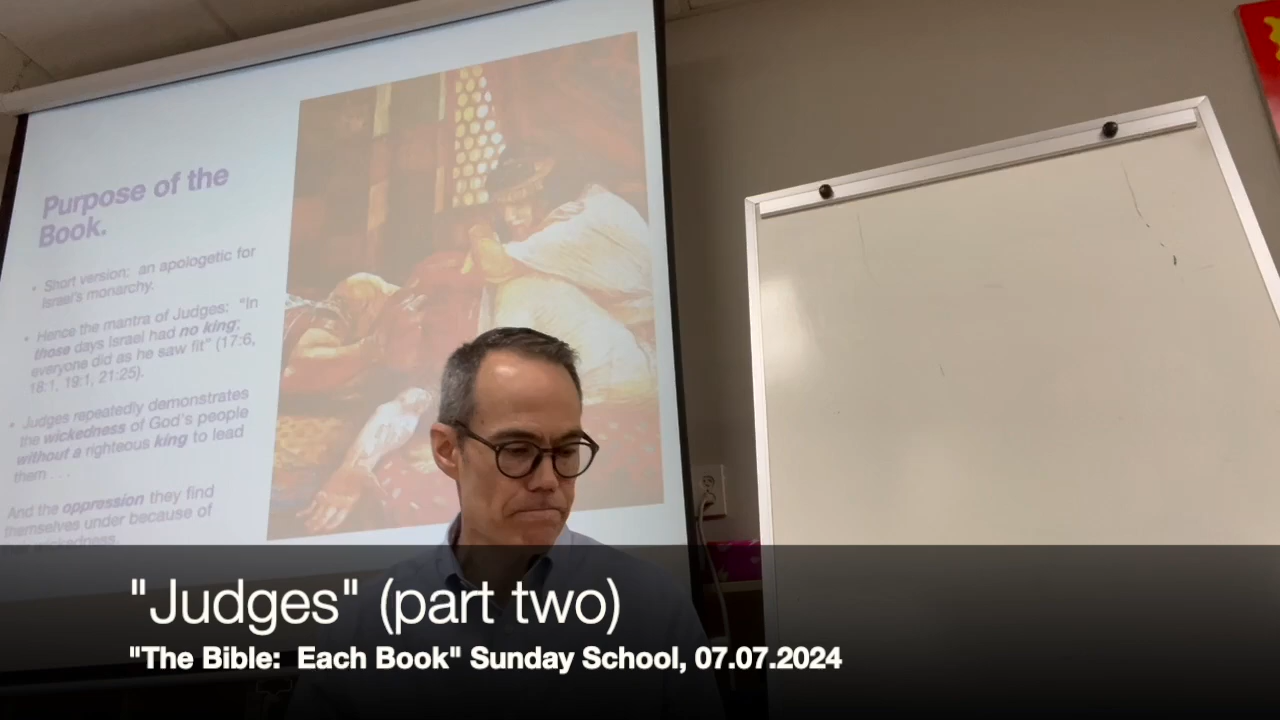 Purpose of the
Book.
• Short version: an apologetic for
Israel's monarchy.
• Hence the mantra of Judges: "In
those days Israel had no king;
everyone did as he saw fit" (17:6,
18:1, 19:1, 21:25).
• Judges repeatedly demonstrates
the wickedness of God's people
without a righteous king to lead
them . . .
And the oppression they find
themselves under because of
wickedness.
"Judges" (part two)
"The Bible:  Each Book" Sunday School, 07.07.2024